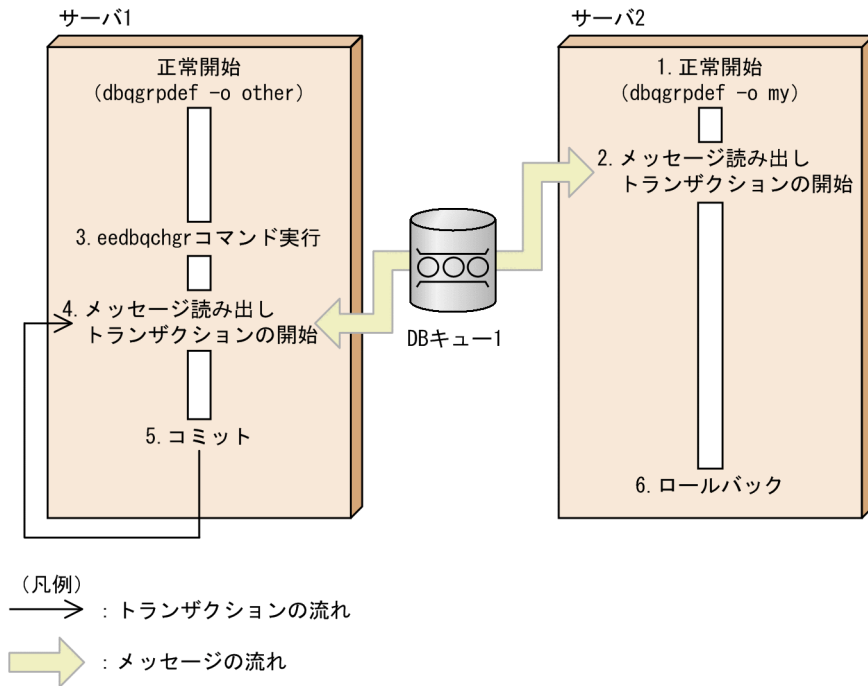 サーバ1
正常開始
(dbqgrpdef -o other)
3. eedbqchgrコマンド実行
4. メッセージ読み出し
トランザクションの開始
5. コミット
DBキュー1
サーバ2
1. 正常開始
(dbqgrpdef -o my)
2. メッセージ読み出し
トランザクションの開始
6. ロールバック
(凡例)
: トランザクションの流れ
: メッセージの流れ